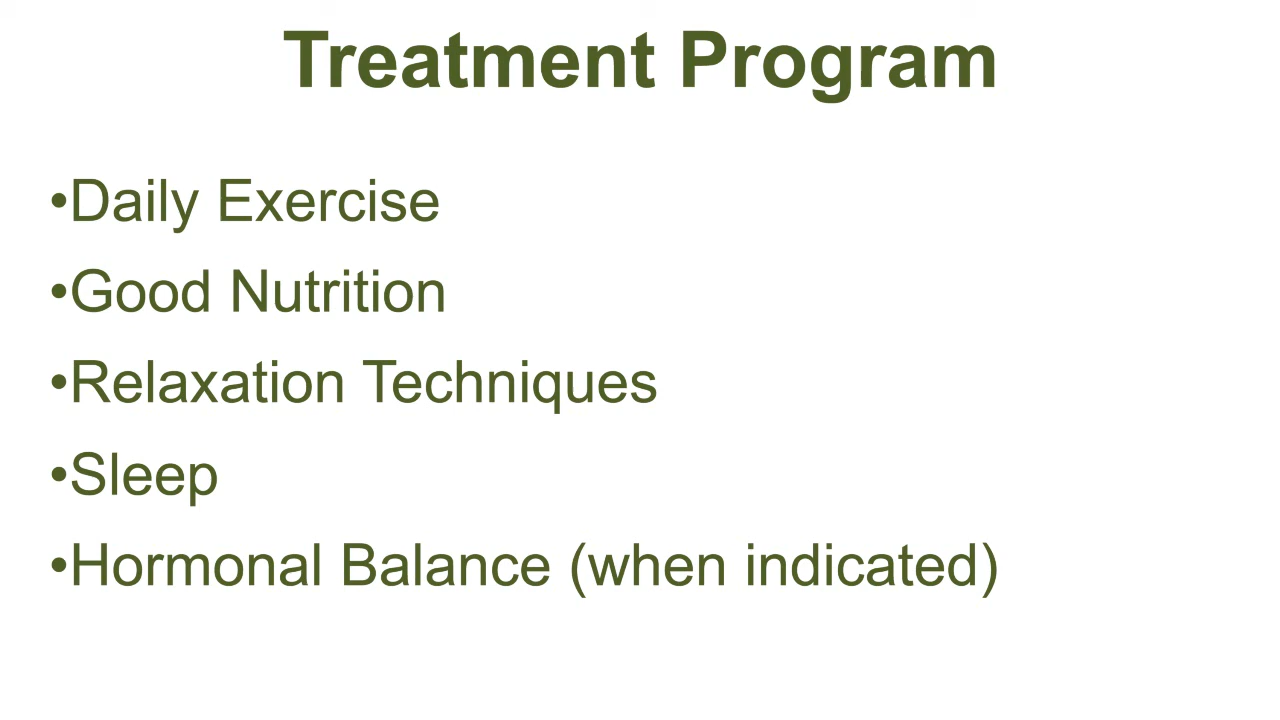 Treatment Program
•Daily Exercise
•Good Nutrition
•Relaxation Techniques
•Sleep
•Hormonal Balance (when indicated)